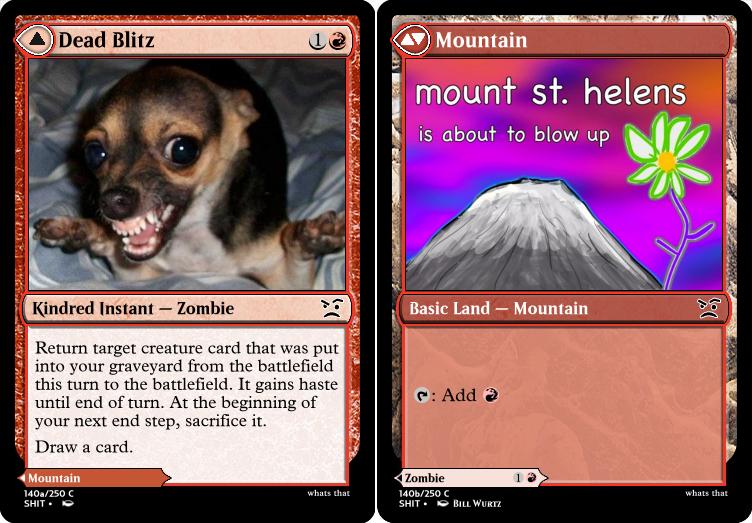 Dead Blitz 1
Kindred Instant — Zombie
Return target creature card that was put
into your graveyard from the battlefield
this turn to the battlefield. It gains haste
until end of turn. At the beginning of
your next end step, sacrifice it.
Draw a card.
Mountain
140a/250 C
SHIT •
whats that
Mountain
mount st. helens
is about to blow up
Basic Land — Mountain
: Add
Zombie 1
140b/250 C
SHIT • BILL WURTZ
whats that